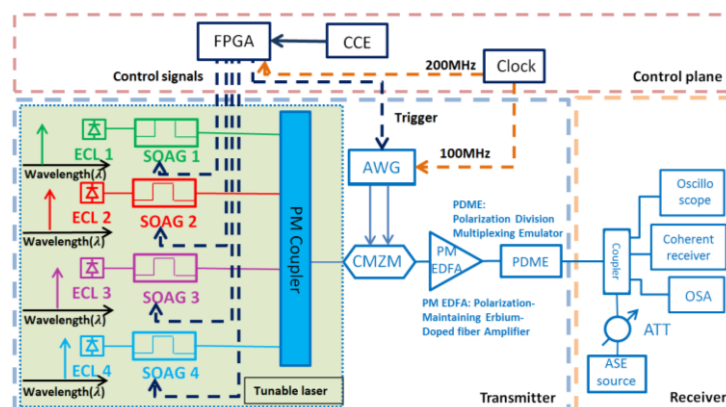 FPGA
CCE
Clock
200MHz
Control signals
Control plane
Trigger
100MHz
AWG
ECL 1
SOAG 1
Wavelength(λ)
ECL 2
SOAG 2
Wavelength(λ)
ECL 3
SOAG 3
Wavelength(λ)
ECL 4
SOAG 4
Wavelength(λ)
PM Coupler
Tunable laser
CMZM
PM
EDFA
PDME
PDME:
Polarization Division
Multiplexing Emulator
PM EDFA: Polarization-
Maintaining Erbium-
Doped fiber Amplifier
Transmitter
Coupler
Oscillo
scope
Coherent
receiver
OSA
ATT
ASE
source
Receiver